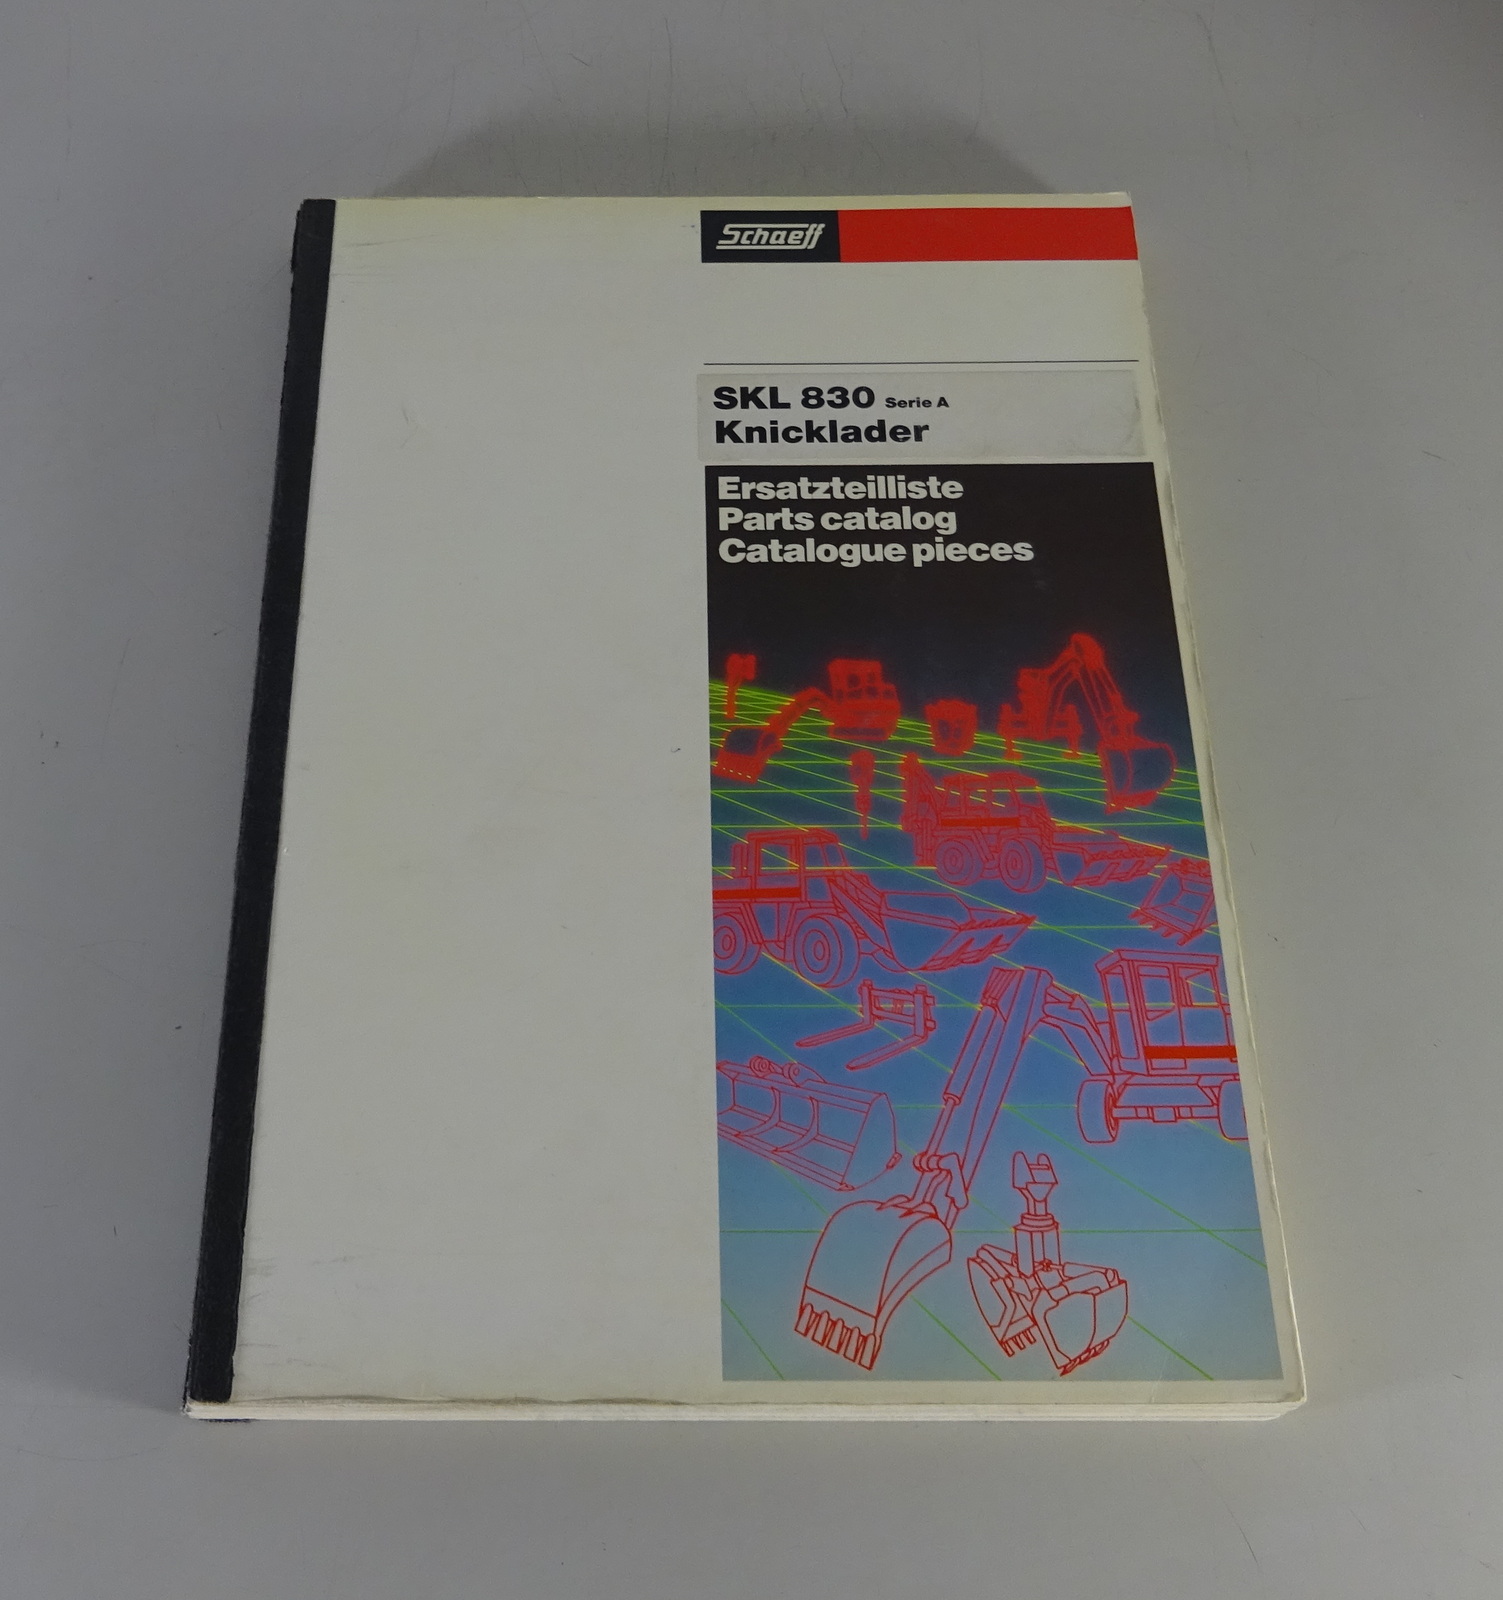 Schaeff
SKL 830 Serie A
Knicklader
Ersatzteilliste
Parts catalog
Catalogue pieces